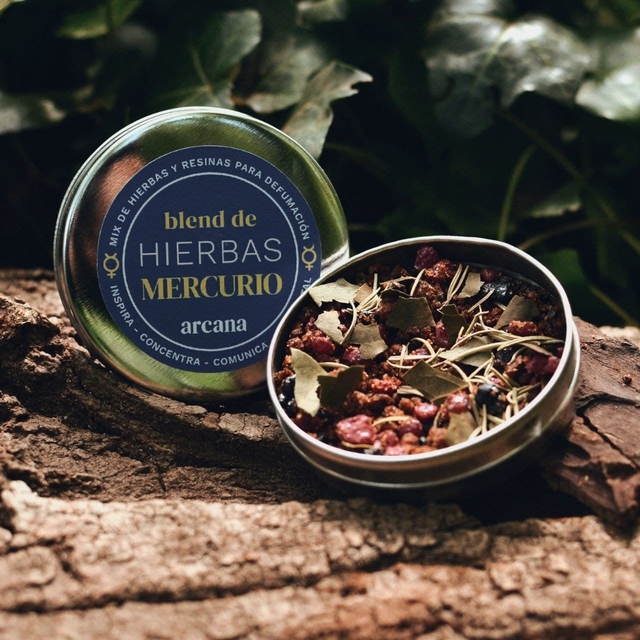 MIX DE HIERBAS Y RESINAS PARA DEFUMACIÓN
blend de
HIERBAS
MERCURIO
arcana
INSPIRA - CONCENTRA - COMUNICA